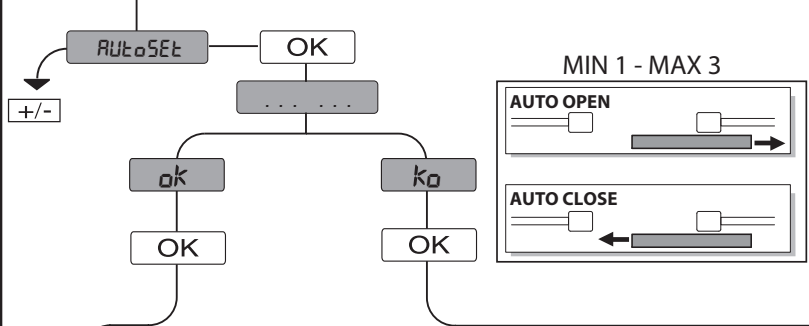 AUtoSEt
OK
+/-
... ...
ok
ko
OK
OK
MIN 1 - MAX 3
AUTO OPEN
AUTO CLOSE